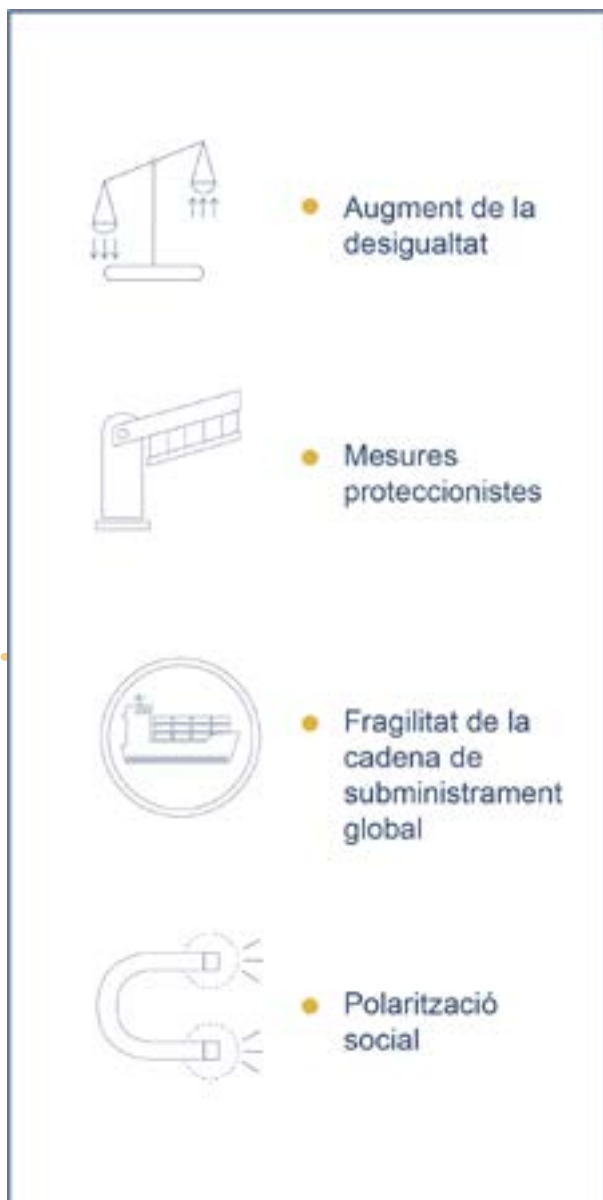 Augment de la
desigualtat
Mesures
proteccionistes
Fragilitat de la
cadena de
subministrament
global
Polarització
social